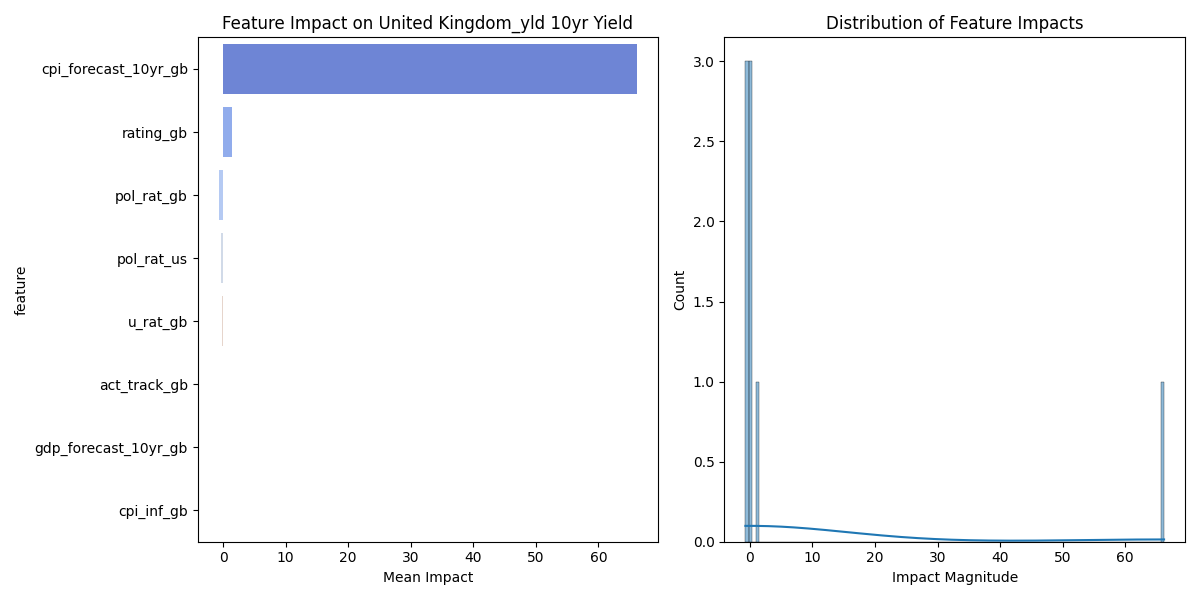 Feature Impact on United Kingdom_yld 10yr Yield
feature
cpi_forecast_10yr_gb
rating_gb
pol_rat_gb
pol_rat_us
u_rat_gb
act_track_gb
gdp_forecast_10yr_gb
cpi_inf_gb
0 10 20 30 40 50 60
Mean Impact
Distribution of Feature Impacts
Count
3.0
2.5
2.0
1.5
1.0
0.5
0.0
0 10 20 30 40 50 60
Impact Magnitude